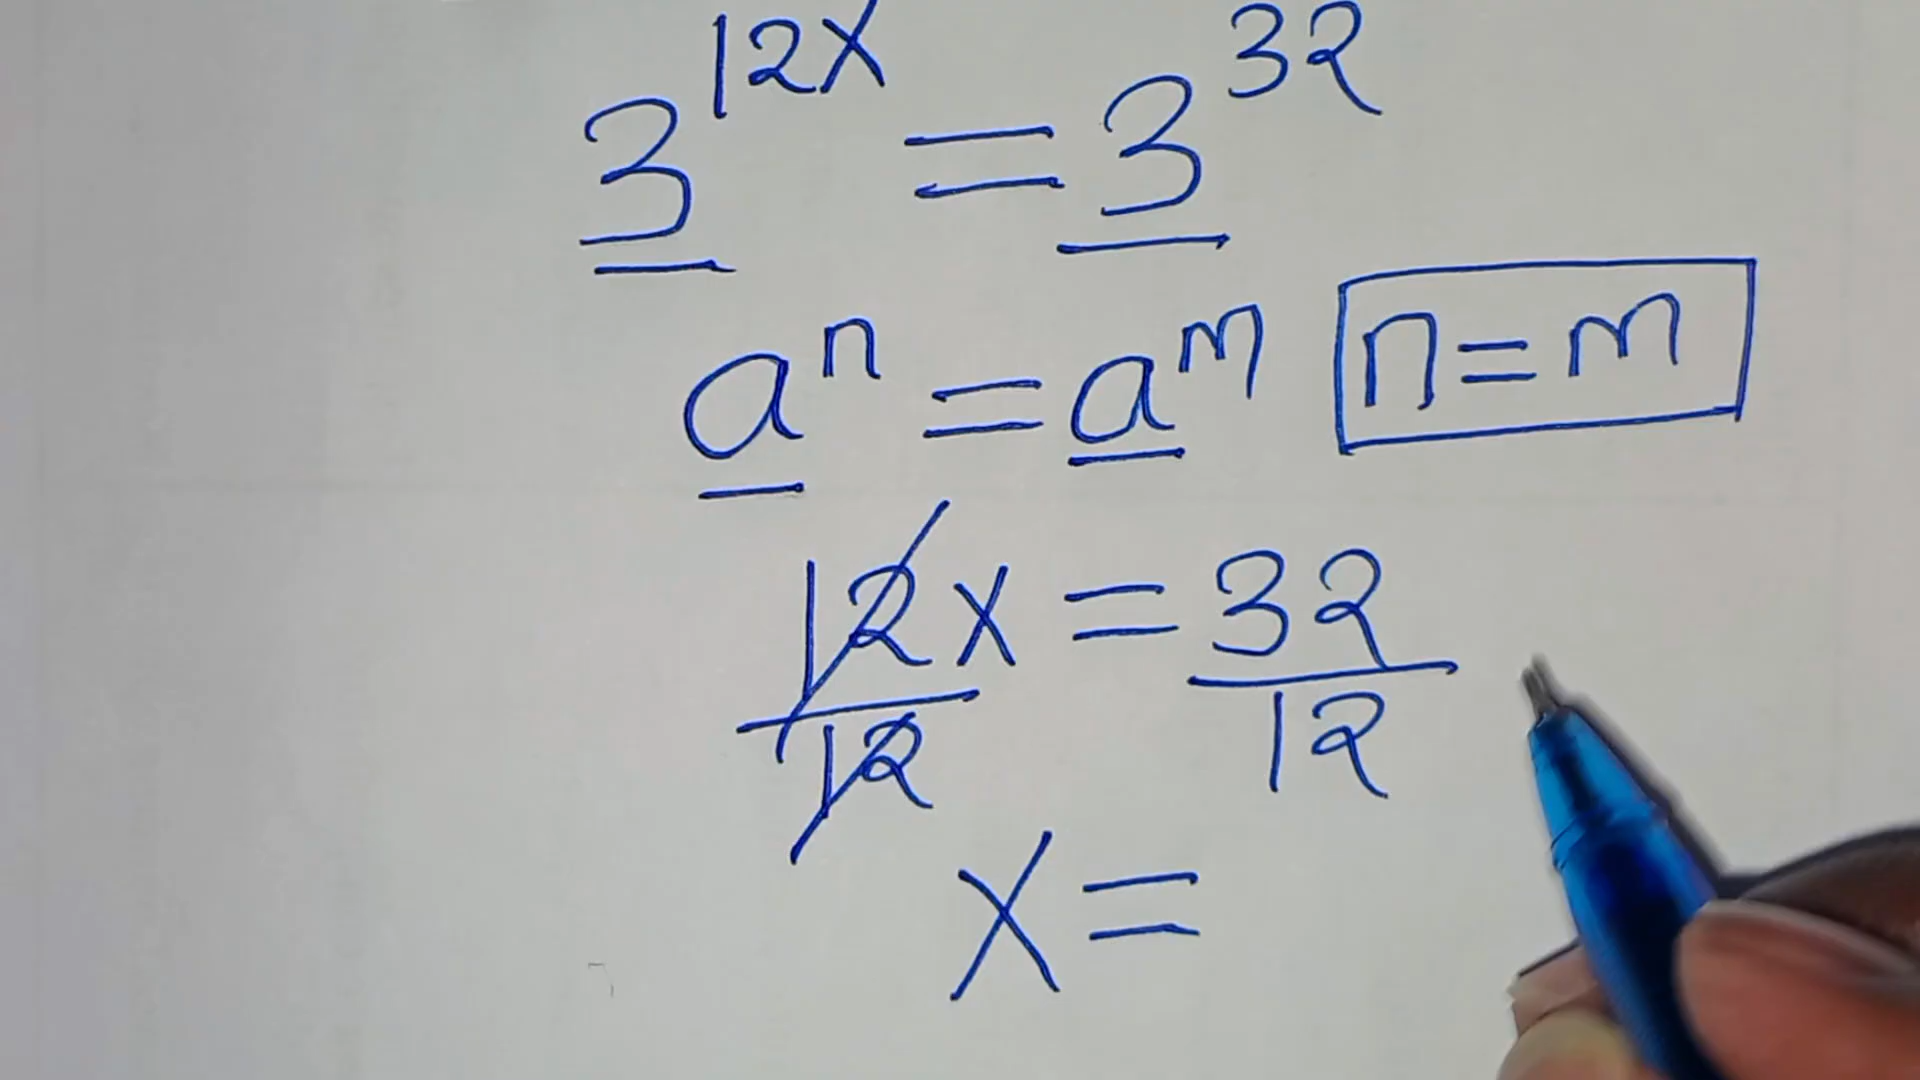 3^{12x} = 3^{32}
a^n = a^m n=m
12x/12 = 32/12
x =